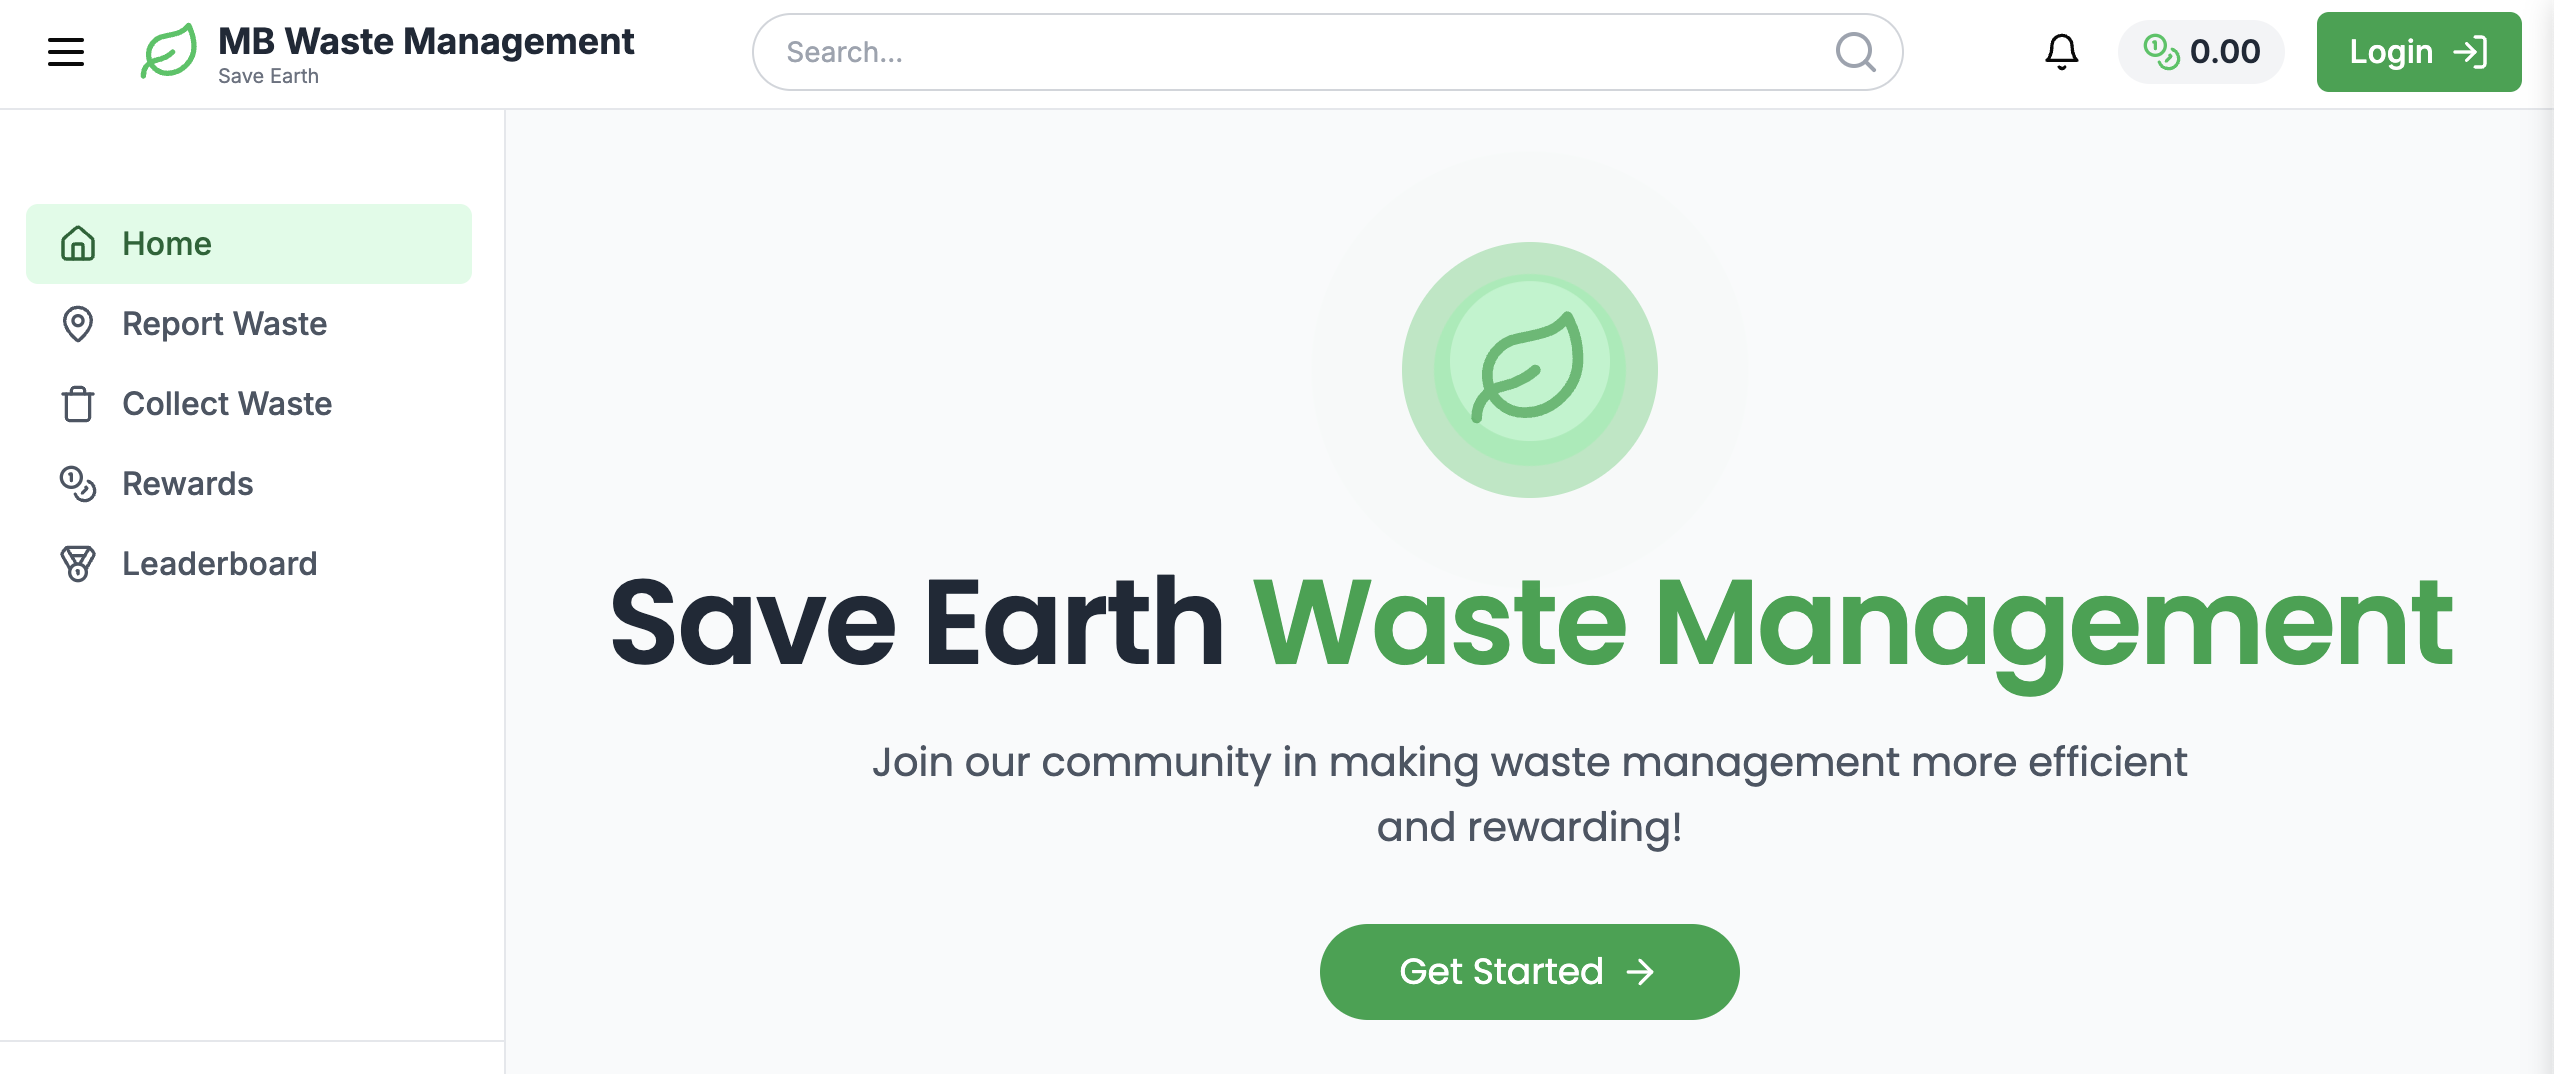 MB Waste Management
Save Earth
Search...
0.00
Login
Home
Report Waste
Collect Waste
Rewards
Leaderboard
Save Earth Waste Management
Join our community in making waste management more efficient
and rewarding!
Get Started